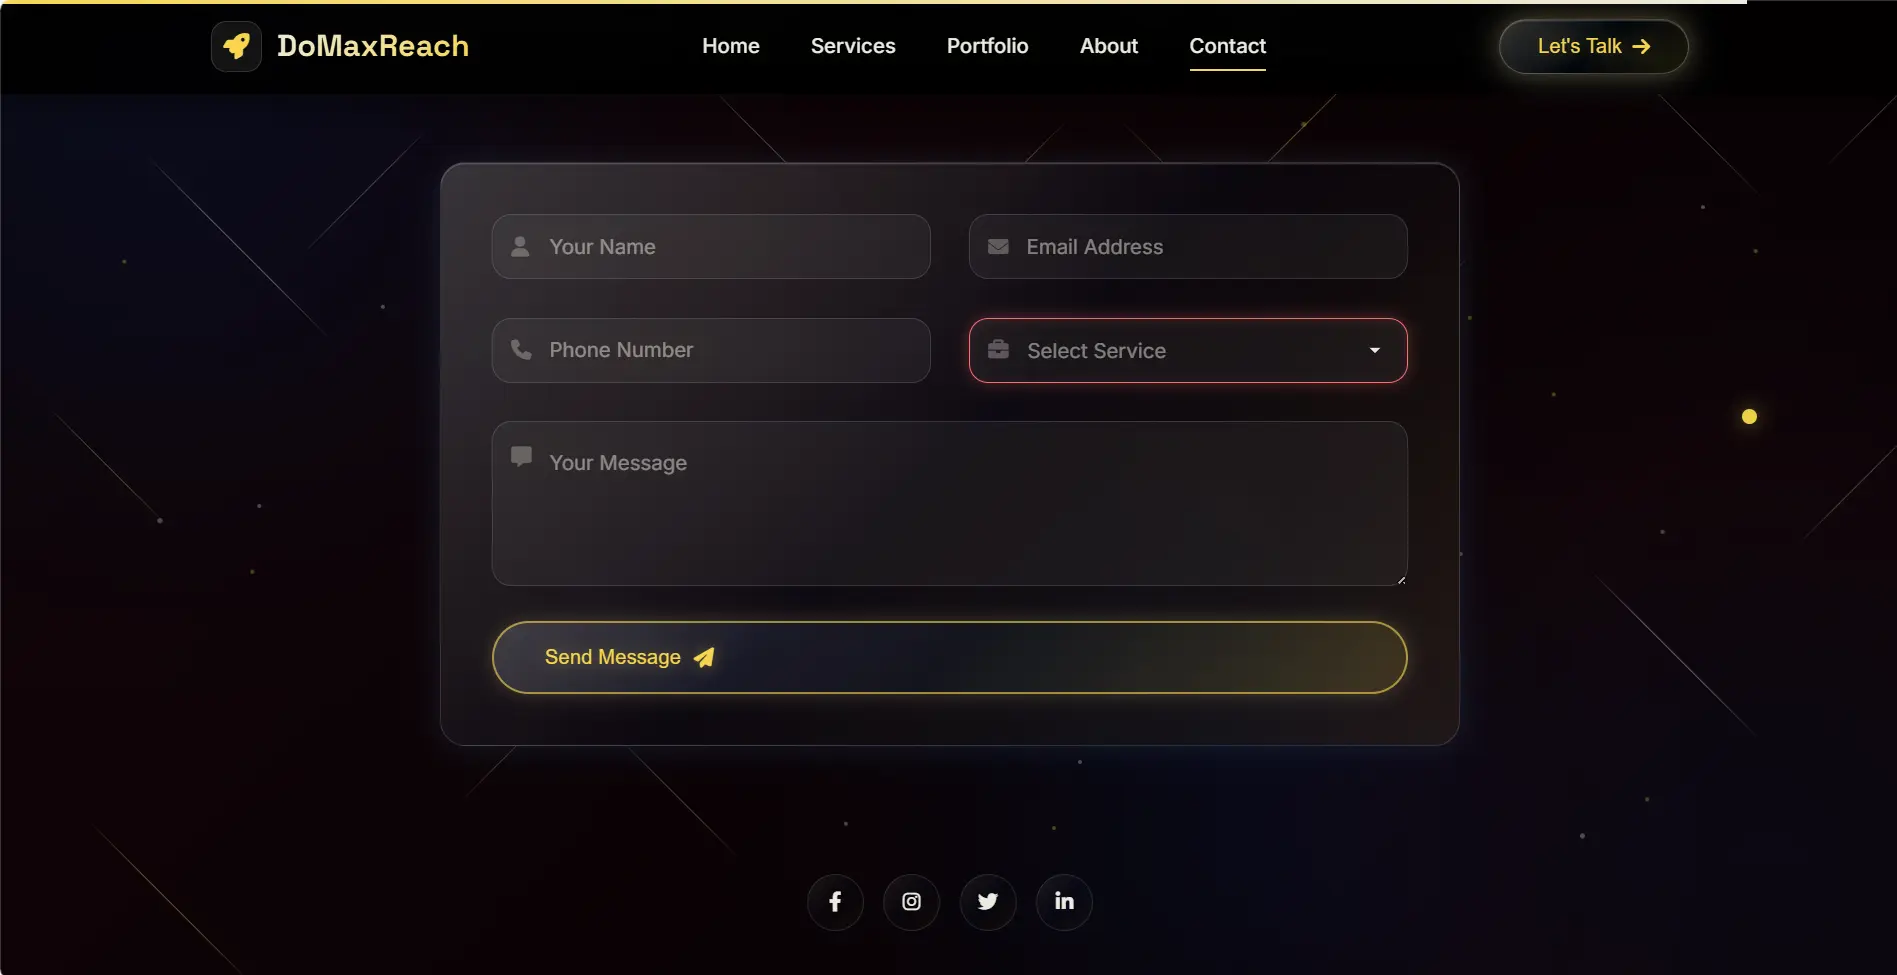 DoMaxReach
Home
Services
Portfolio
About
Contact
Let's Talk
Your Name
Email Address
Phone Number
Select Service
Your Message
Send Message